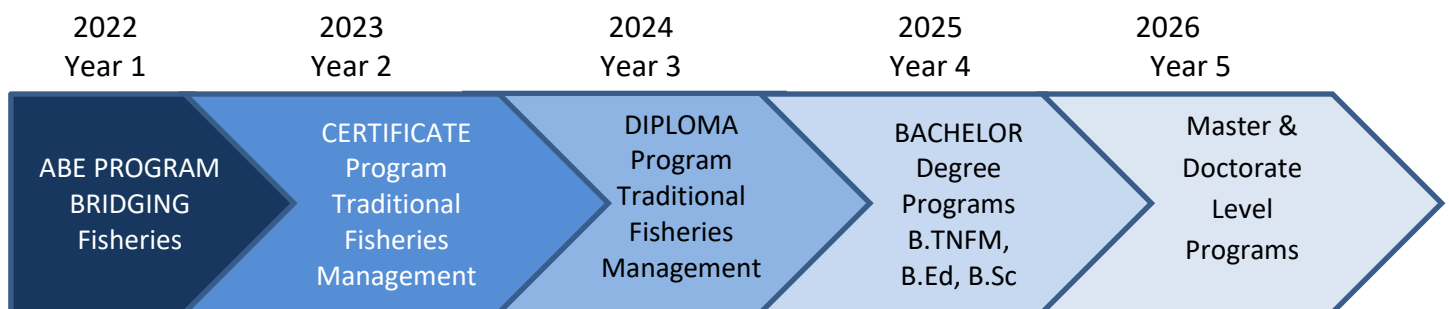 2022
Year 1
2023
Year 2
2024
Year 3
2025
Year 4
2026
Year 5
ABE PROGRAM
BRIDGING
Fisheries
CERTIFICATE
Program
Traditional
Fisheries
Management
DIPLOMA
Program
Traditional
Fisheries
Management
BACHELOR
Degree
Programs
B.TNFM,
B.Ed, B.Sc
Master &
Doctorate
Level
Programs